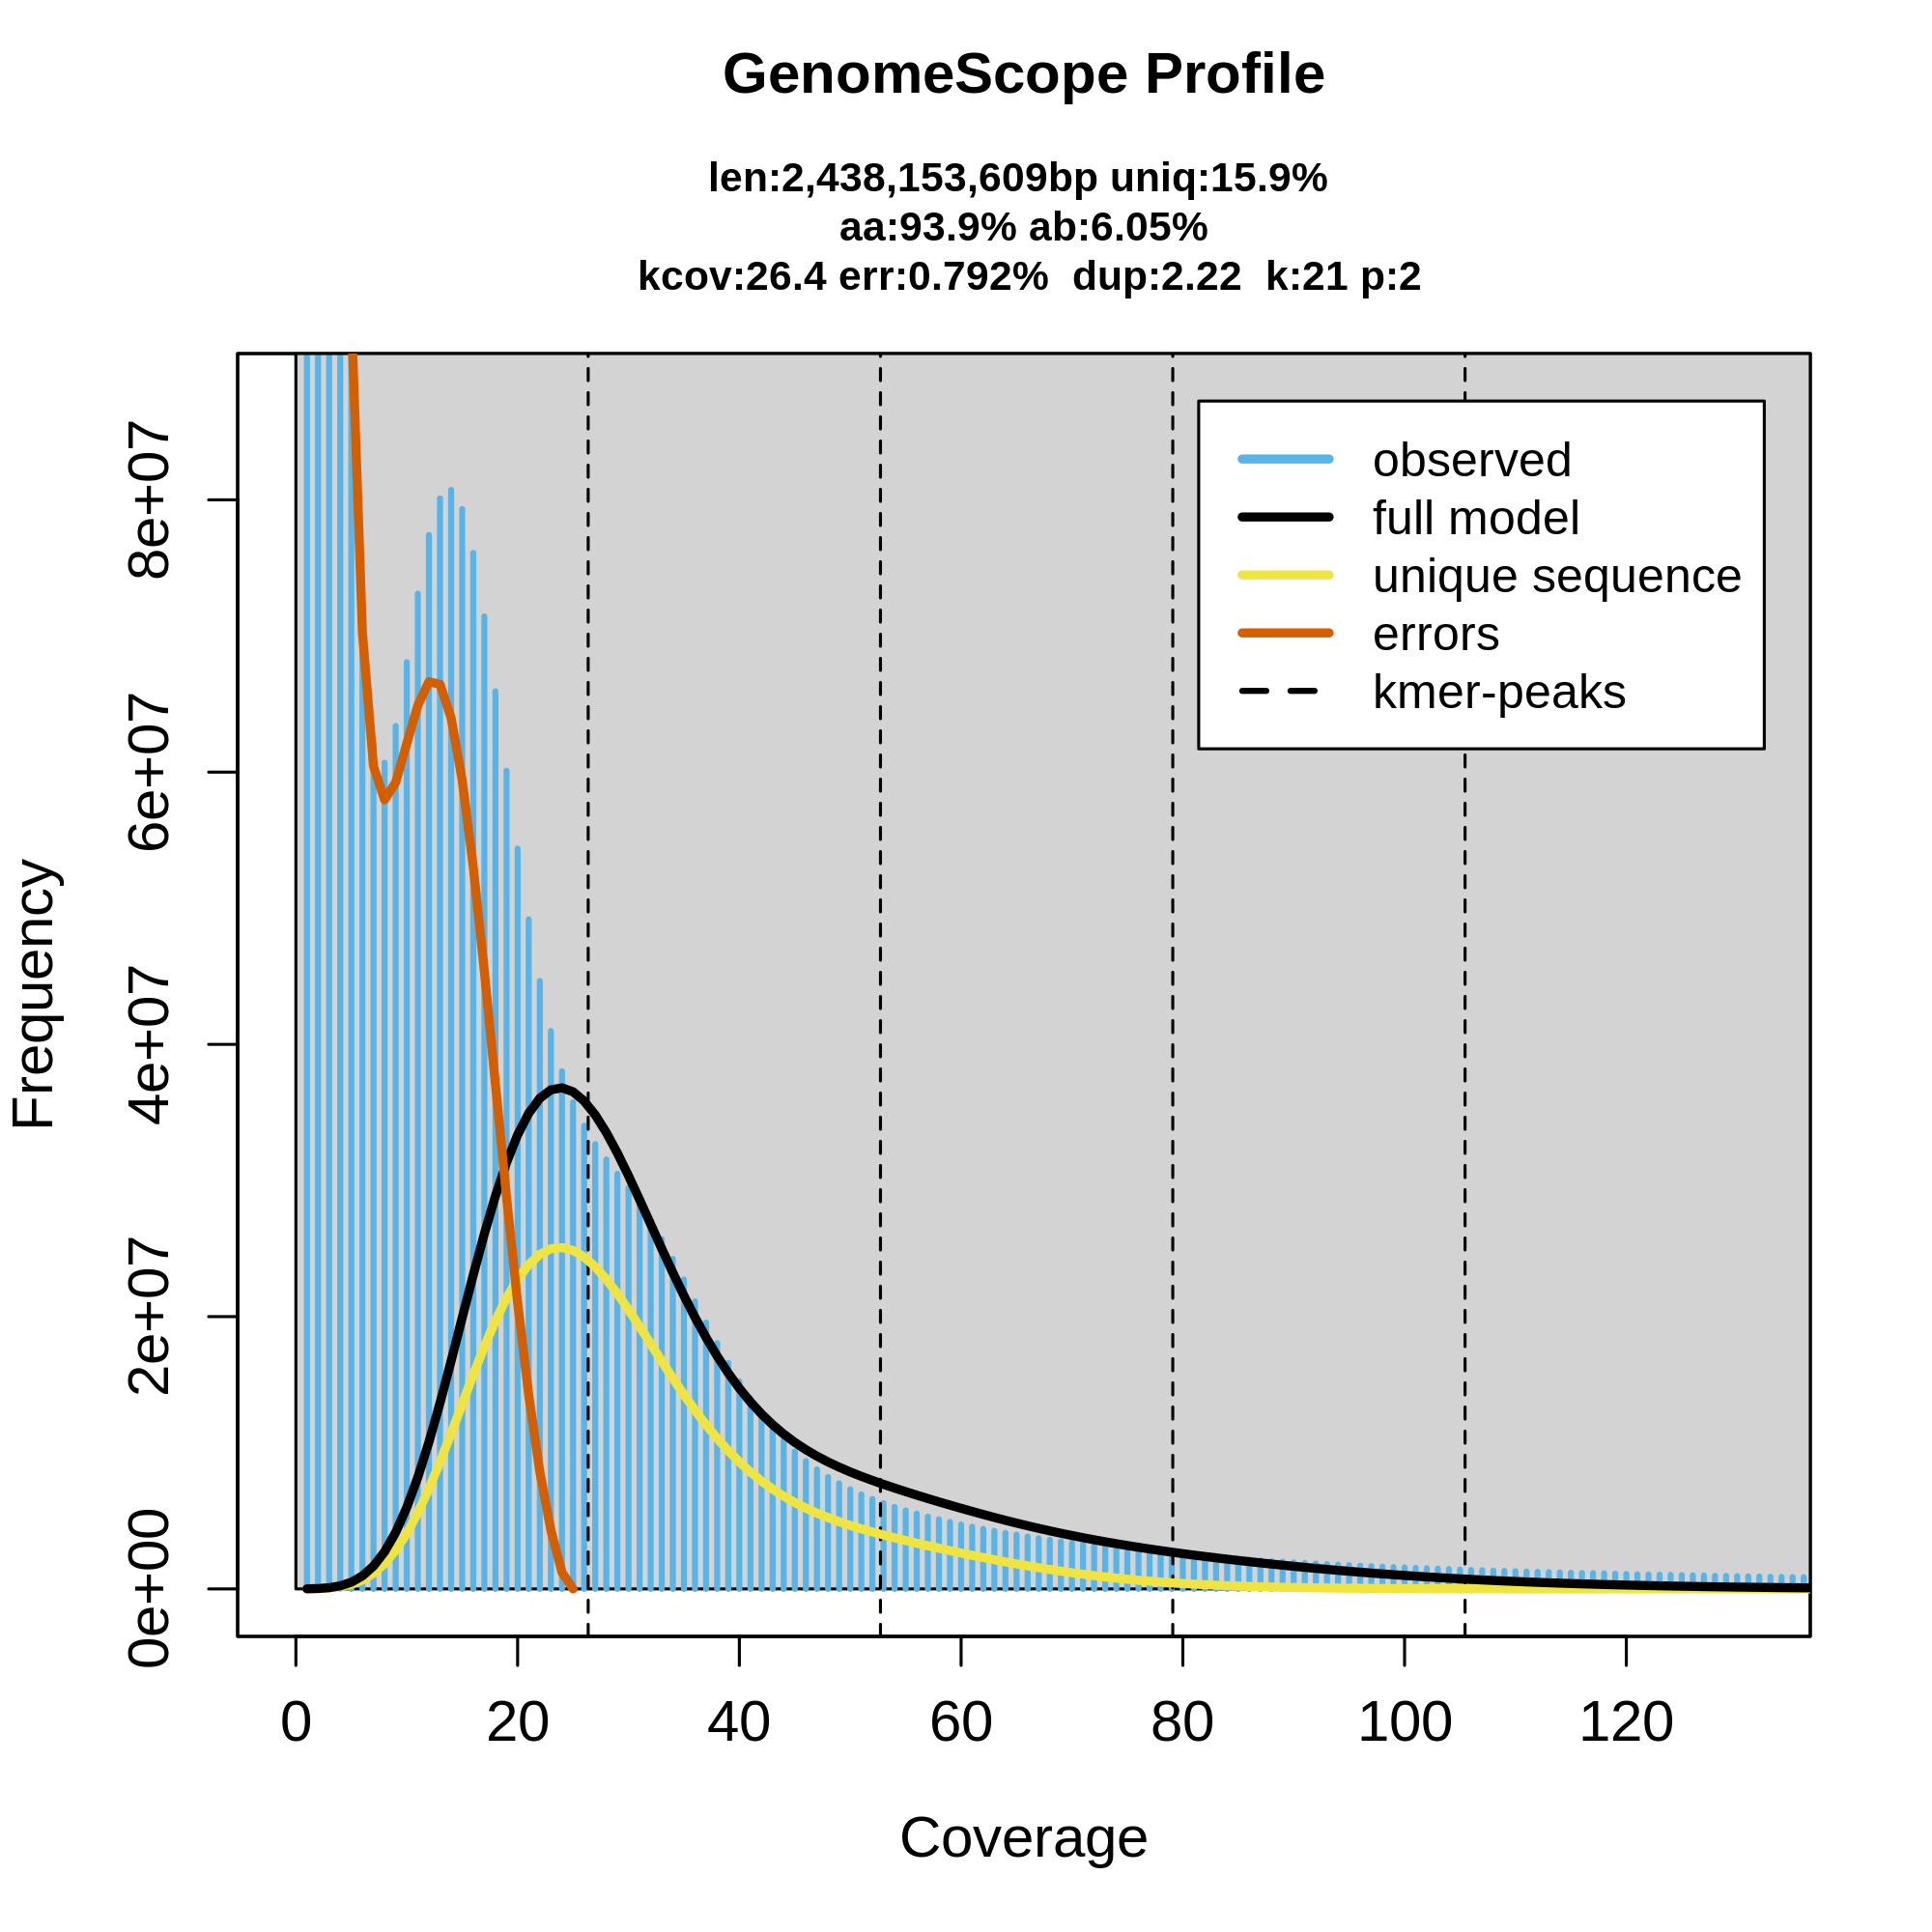 GenomeScope Profile
len:2,438,153,609bp uniq:15.9%
aa:93.9% ab:6.05%
kcov:26.4 err:0.792% dup:2.22 k:21 p:2
observed
full model
unique sequence
errors
kmer-peaks
Frequency
8e+07
6e+07
4e+07
2e+07
0e+00
0 20 40 60 80 100 120
Coverage